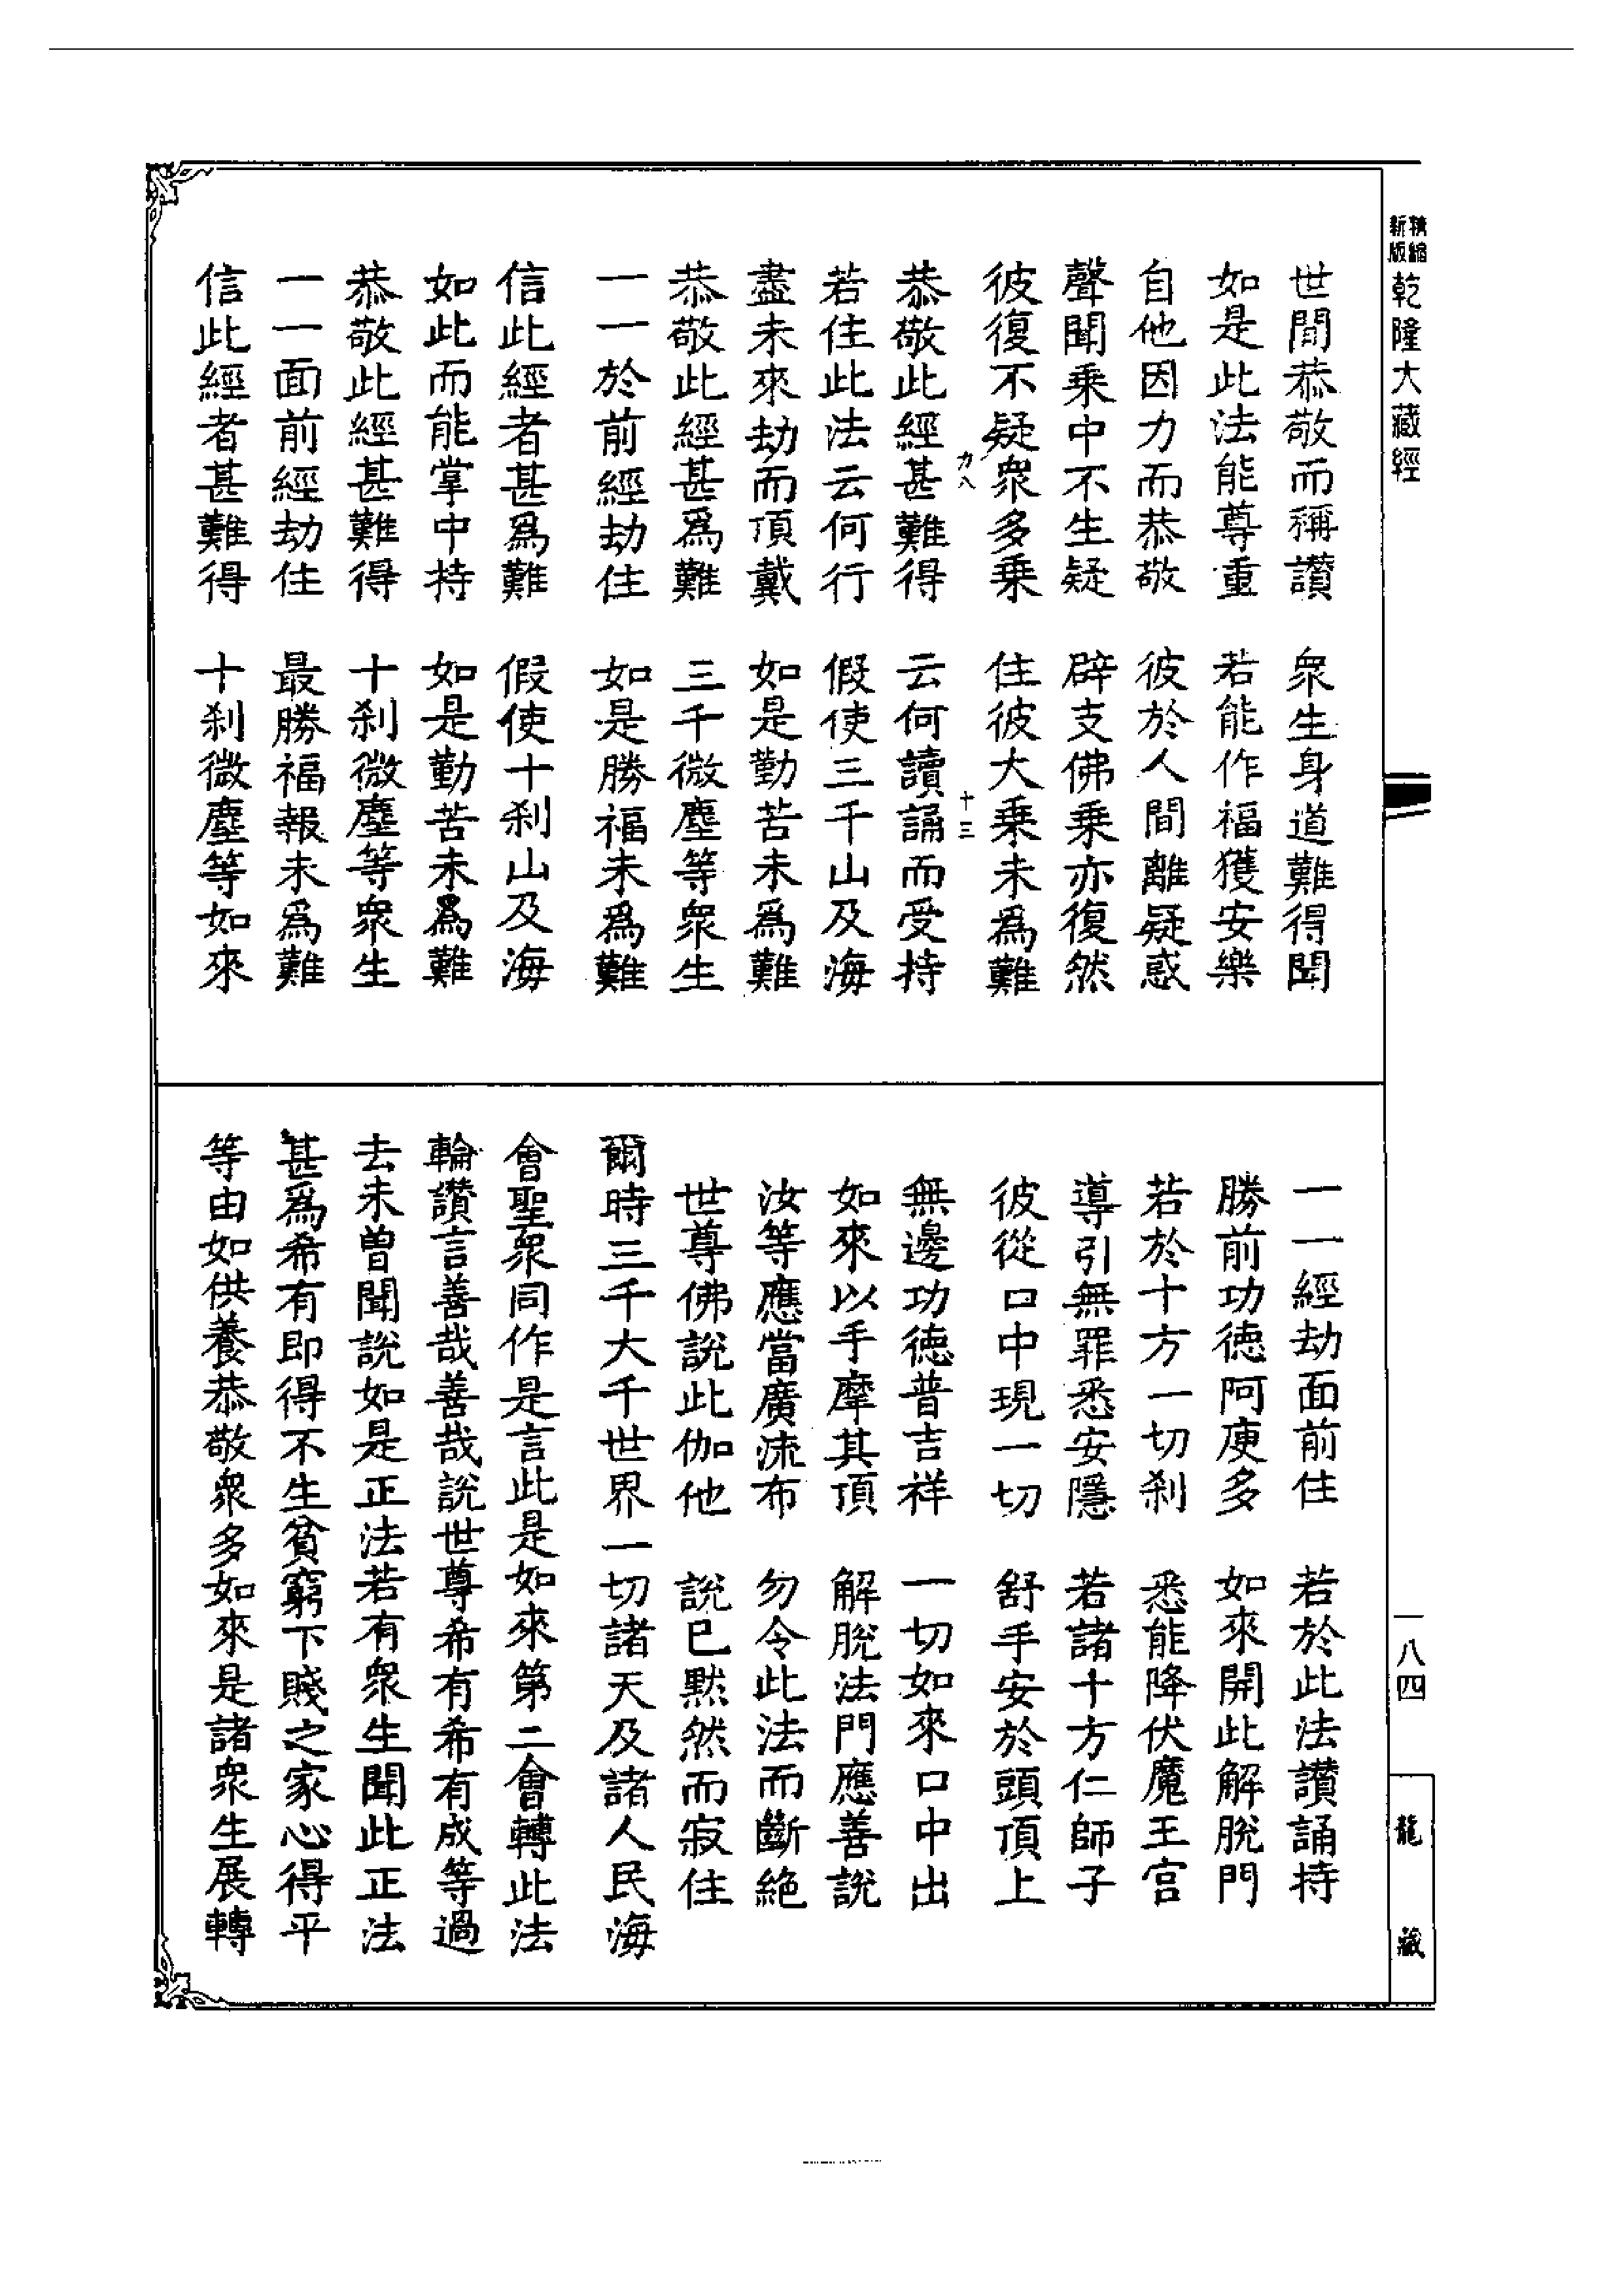 精縮新版
乾隆大藏經
世間恭敬而稱讚　衆生身道難得聞
如是此法能尊重　若能作福獲安樂
自他因力而恭敬　彼於人間離疑惑
聲聞乘中不生疑　辟支佛乘亦復然
彼復不疑衆多乘　住彼大乘未爲難
力八　十三
恭敬此經甚難得　云何讀誦而受持
若住此法云何行　假使三千山及海
盡未來劫而頂戴　如是勤苦未爲難
恭敬此經甚爲難　三千微塵等衆生
一一於前經劫住　如是勝福未爲難
信此經者甚爲難　假使十刹山及海
如此而能掌中持　如是勤苦未爲難
恭敬此經甚難得　十刹微塵等衆生
一一面前經劫住　最勝福報未爲難
信此經者甚難得　十刹微塵等如來
一一經劫面前住　若於此法讚誦持
勝前功德阿庾多　如來開此解脫門
若於十方一切刹　悉能降伏魔王宮
導引無罪悉安隱　若諸十方仁師子
彼從口中現一切　舒手安於頭頂上
無邊功德普吉祥　一切如來口中出
如來以手摩其頂　解脫法門應善說
汝等應當廣流布　勿令此法而斷絕
世尊佛說此伽他　說已黙然而寂住
爾時三千大千世界一切諸天及諸人民海
會聖衆同作是言此是如來第二會轉此法
輪讚言善哉善哉說世尊希有希有成等過
去未曾聞說如是正法若有衆生聞此正法
甚爲希有即得不生貧窮下賤之家心得平
等由如供養恭敬衆多如來是諸衆生展轉
一八四
龍藏